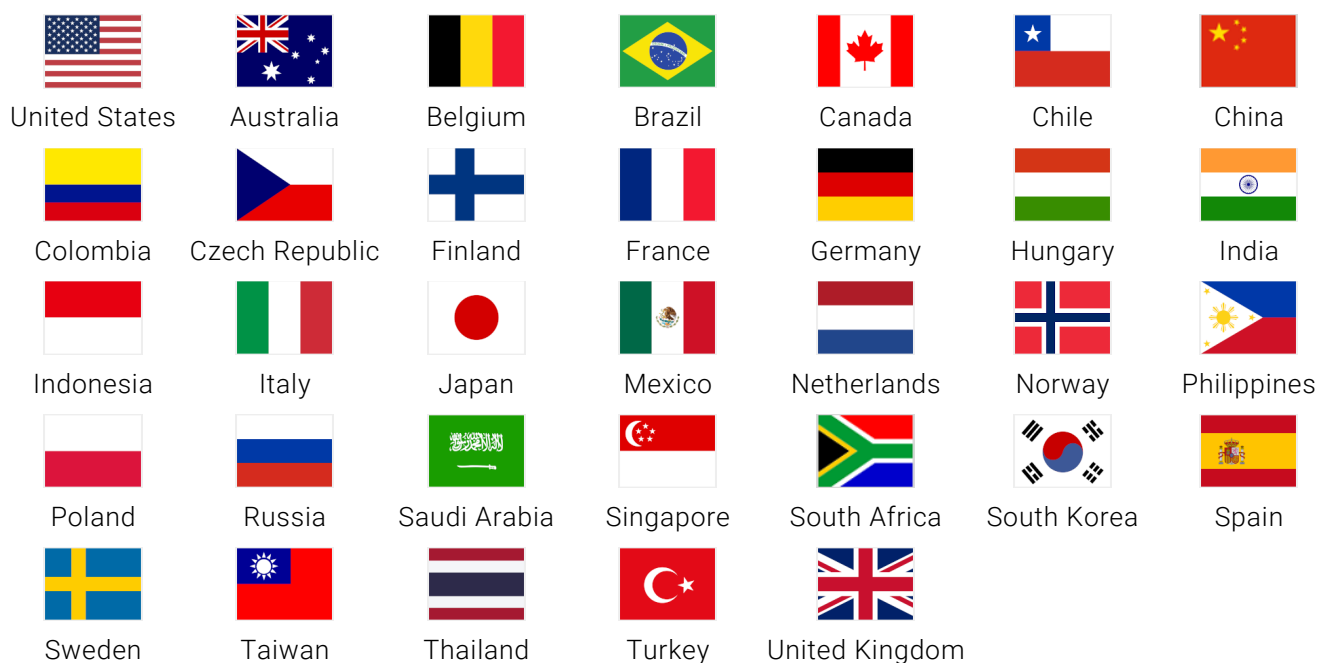 United States Australia Belgium Brazil Canada Chile China
Colombia Czech Republic Finland France Germany Hungary India
Indonesia Italy Japan Mexico Netherlands Norway Philippines
Poland Russia Saudi Arabia Singapore South Africa South Korea Spain
Sweden Taiwan Thailand Turkey United Kingdom